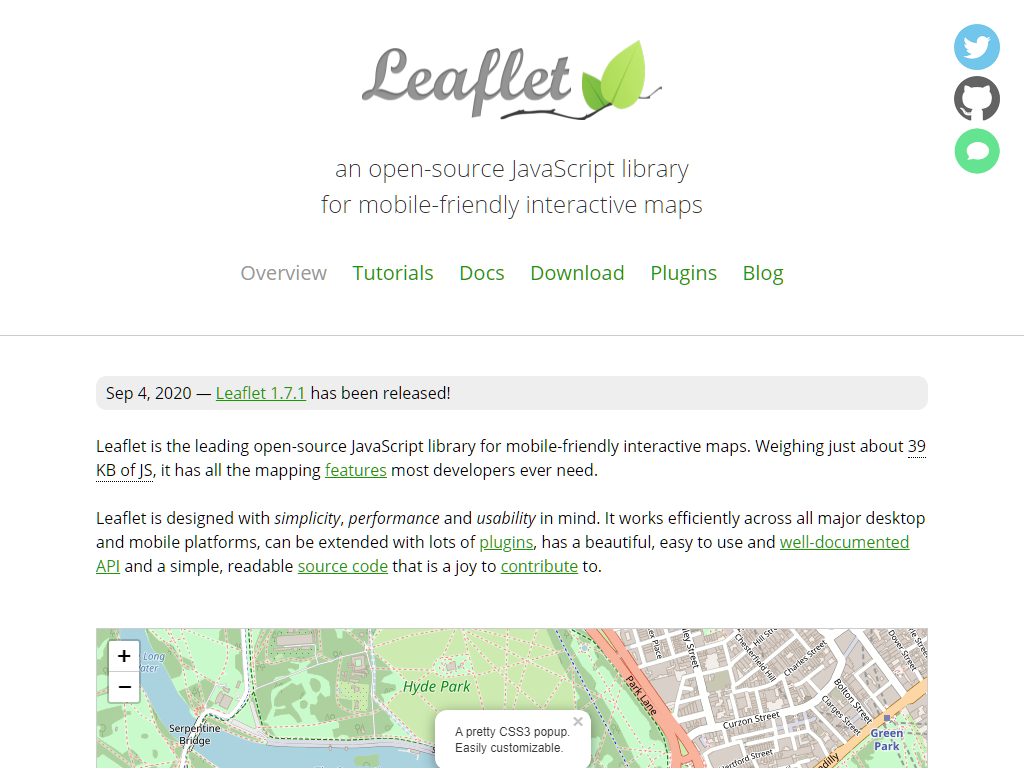 Leaflet
an open-source JavaScript library
for mobile-friendly interactive maps
Overview Tutorials Docs Download Plugins Blog
Sep 4, 2020 — Leaflet 1.7.1 has been released!
Leaflet is the leading open-source JavaScript library for mobile-friendly interactive maps. Weighing just about 39
KB of JS, it has all the mapping features most developers ever need.
Leaflet is designed with simplicity, performance and usability in mind. It works efficiently across all major desktop
and mobile platforms, can be extended with lots of plugins, has a beautiful, easy to use and well-documented
API and a simple, readable source code that is a joy to contribute to.
+
−
Long
Hyde Park
Serpentine
Bridge
A pretty CSS3 popup.
Easily customizable.
×
Park Lane
Chesterfield Hill
Hill
Charles Street
Dover Street
Bolton Street
Clarges Street
Curzon Street
Green
Park